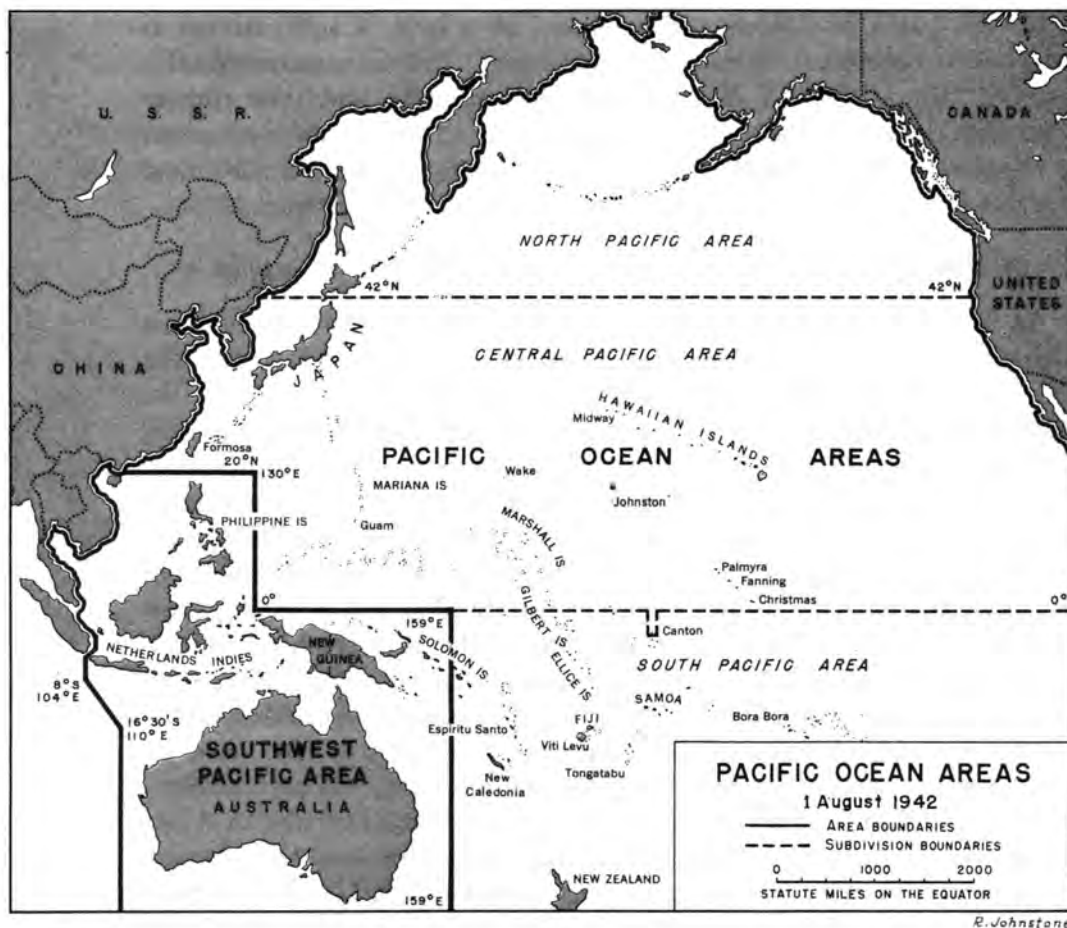 U. S. S. R.
CANADA
NORTH PACIFIC AREA
42°N
42°N
UNITED STATES
CENTRAL PACIFIC AREA
JAPAN
CHINA
HAWAIIAN ISLANDS
Midway
Formosa
20°N
130°E
PACIFIC OCEAN AREAS
Wake
MARIANA IS
Johnston
PHILIPPINE IS
Guam
MARSHALL IS
Palmyra
Fanning
Christmas
0°
0°
159°E
GILBERT IS
Canton
NEW GUINEA
SOLOMON IS
NETHERLANDS INDIES
ELLICE IS
SOUTH PACIFIC AREA
8°S
104°E
SAMOA
16°30'S
110°E
FIJI
Bora Bora
Espiritu Santo
Viti Levu
SOUTHWEST
PACIFIC AREA
AUSTRALIA
New
Caledonia
Tongatabu
PACIFIC OCEAN AREAS
1 August 1942
AREA BOUNDARIES
SUBDIVISION BOUNDARIES
0 1000 2000
STATUTE MILES ON THE EQUATOR
NEW ZEALAND
159°E
R. Johnstone